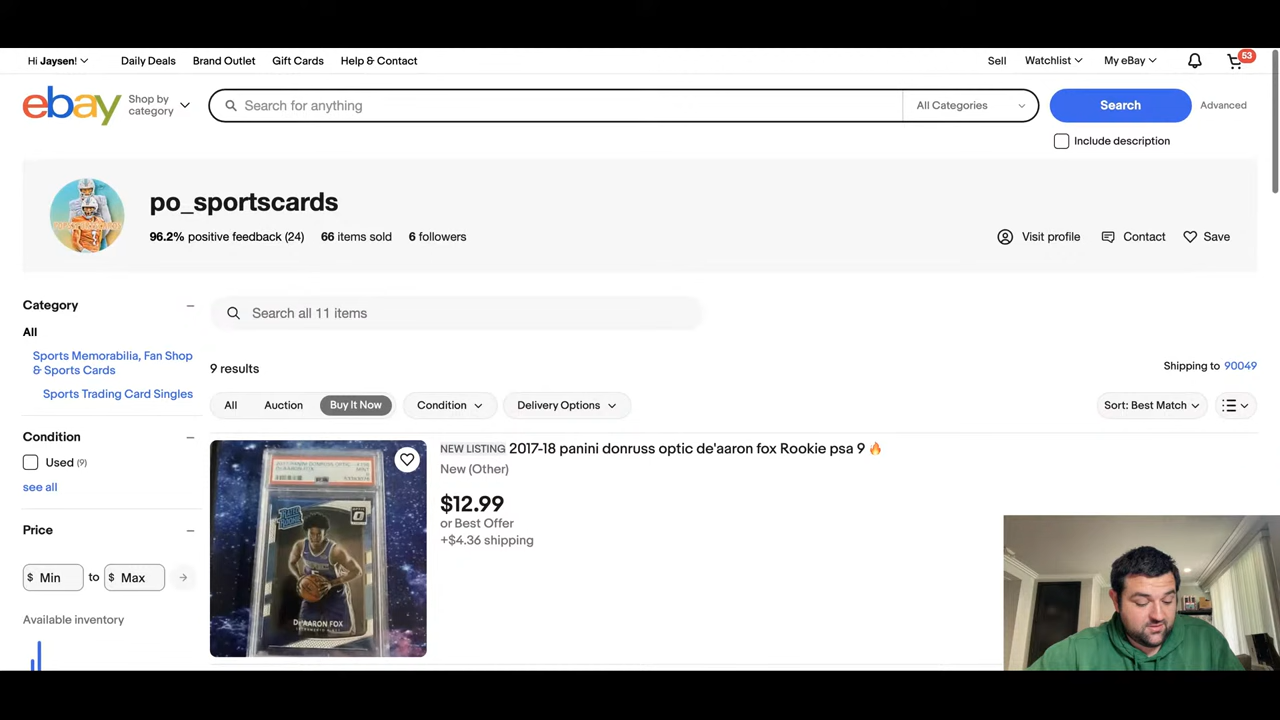 Hi Jaysen!
Daily Deals
Brand Outlet
Gift Cards
Help & Contact
Sell
Watchlist
My eBay
53
ebay
Shop by
category
Search for anything
All Categories
Search
Advanced
Include description
po_sportscards
96.2% positive feedback (24)
66 items sold
6 followers
Visit profile
Contact
Save
Category
All
Sports Memorabilia, Fan Shop
& Sports Cards
Sports Trading Card Singles
Condition
Used (9)
see all
Price
$ Min
to
$ Max
Available inventory
Search all 11 items
9 results
Shipping to 90049
All
Auction
Buy It Now
Condition
Delivery Options
Sort: Best Match
NEW LISTING 2017-18 panini donruss optic de'aaron fox Rookie psa 9 🔥
New (Other)
$12.99
or Best Offer
+$4.36 shipping
DE'AARON FOX